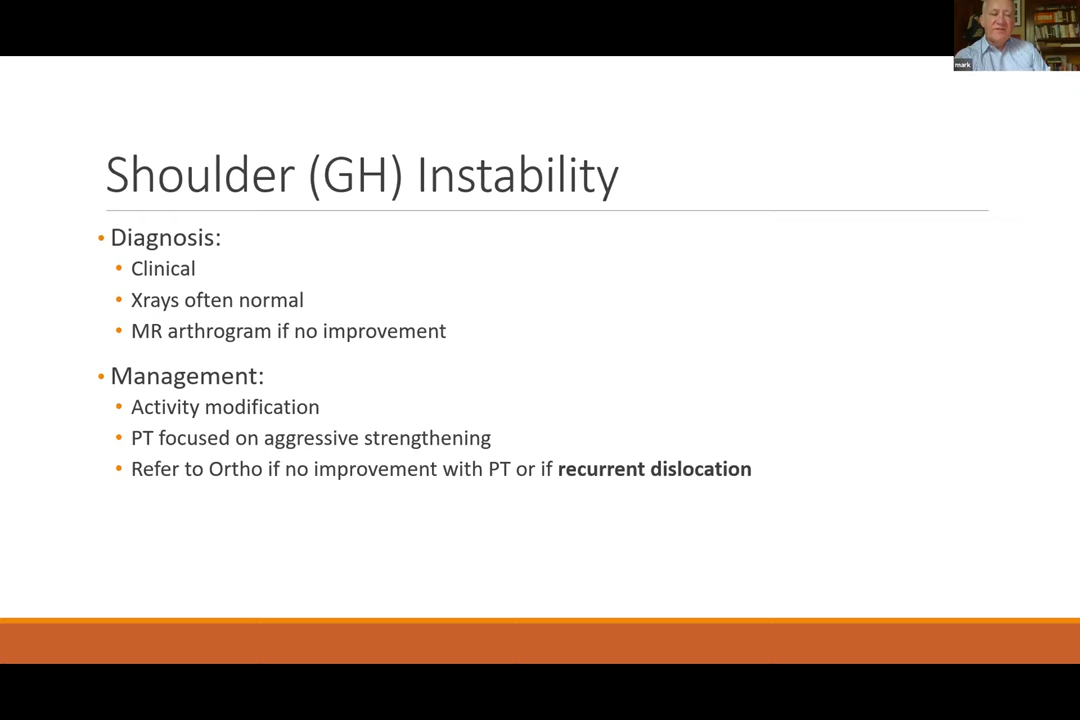 mark
Shoulder (GH) Instability
• Diagnosis:
• Clinical
• Xrays often normal
• MR arthrogram if no improvement
• Management:
• Activity modification
• PT focused on aggressive strengthening
• Refer to Ortho if no improvement with PT or if recurrent dislocation